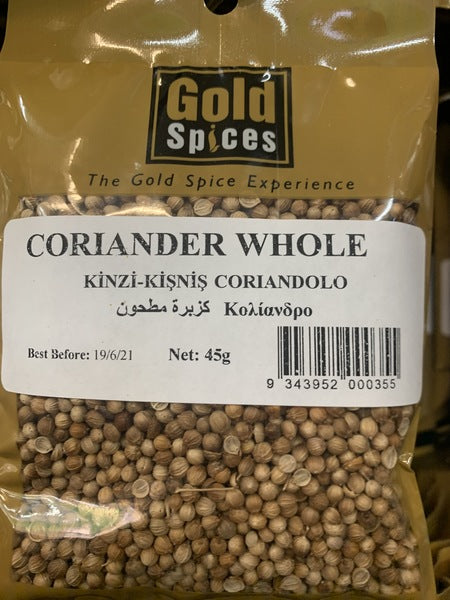 Gold
Spices
The Gold Spice Experience
CORIANDER WHOLE
KİNZİ-KİŞNİŞ CORIANDOLO
كزبرة مطحون Κολίανδρο
Best Before: 19/6/21 Net: 45g
9 343952 000355